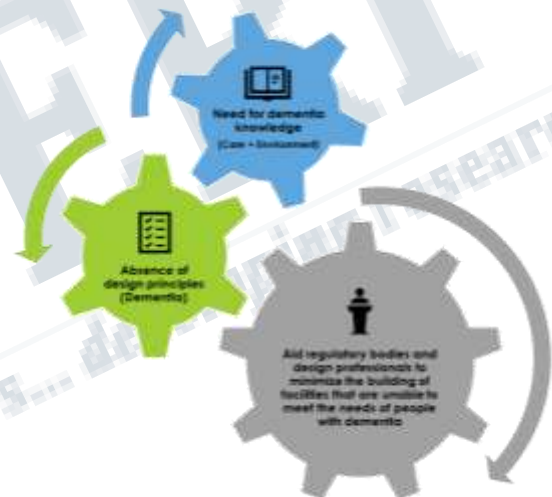 Need for dementia
knowledge
(Care + Environment)
Absence of
design principles
(Dementia)
Aid regulatory bodies and
design professionals to
minimize the building of
facilities that are unable to
meet the needs of people
with dementia